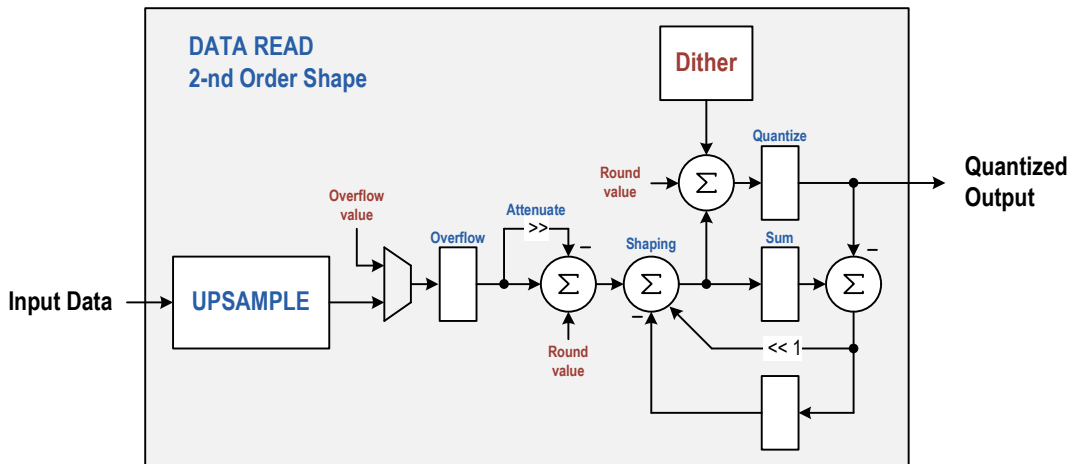 DATA READ
2-nd Order Shape
Dither
Quantize
Quantized
Output
Round
value
Σ
Overflow
value
Attenuate
>>
−
Overflow
Shaping
Sum
−
Input Data
UPSAMPLE
Σ
Σ
Σ
−
Round
value
<< 1